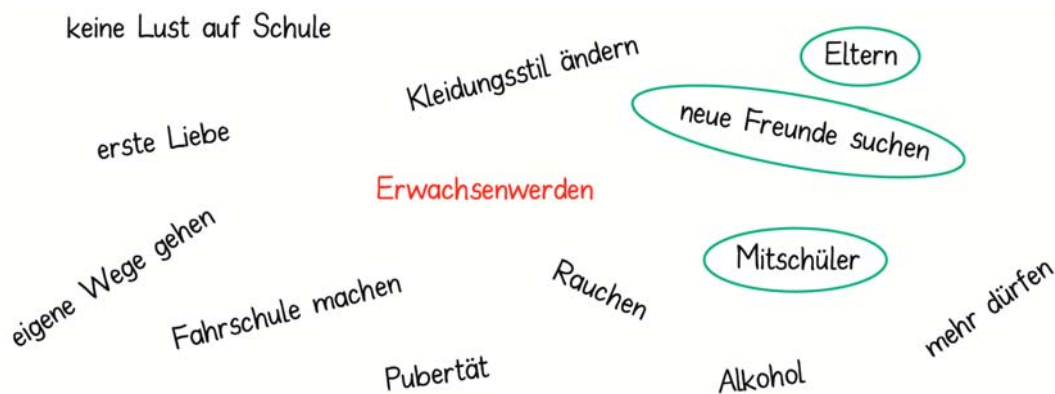 keine Lust auf Schule
Kleidungsstil ändern
Eltern
neue Freunde suchen
erste Liebe
Erwachsenwerden
eigene Wege gehen
Fahrschule machen
Rauchen
Mitschüler
mehr dürfen
Pubertät
Alkohol